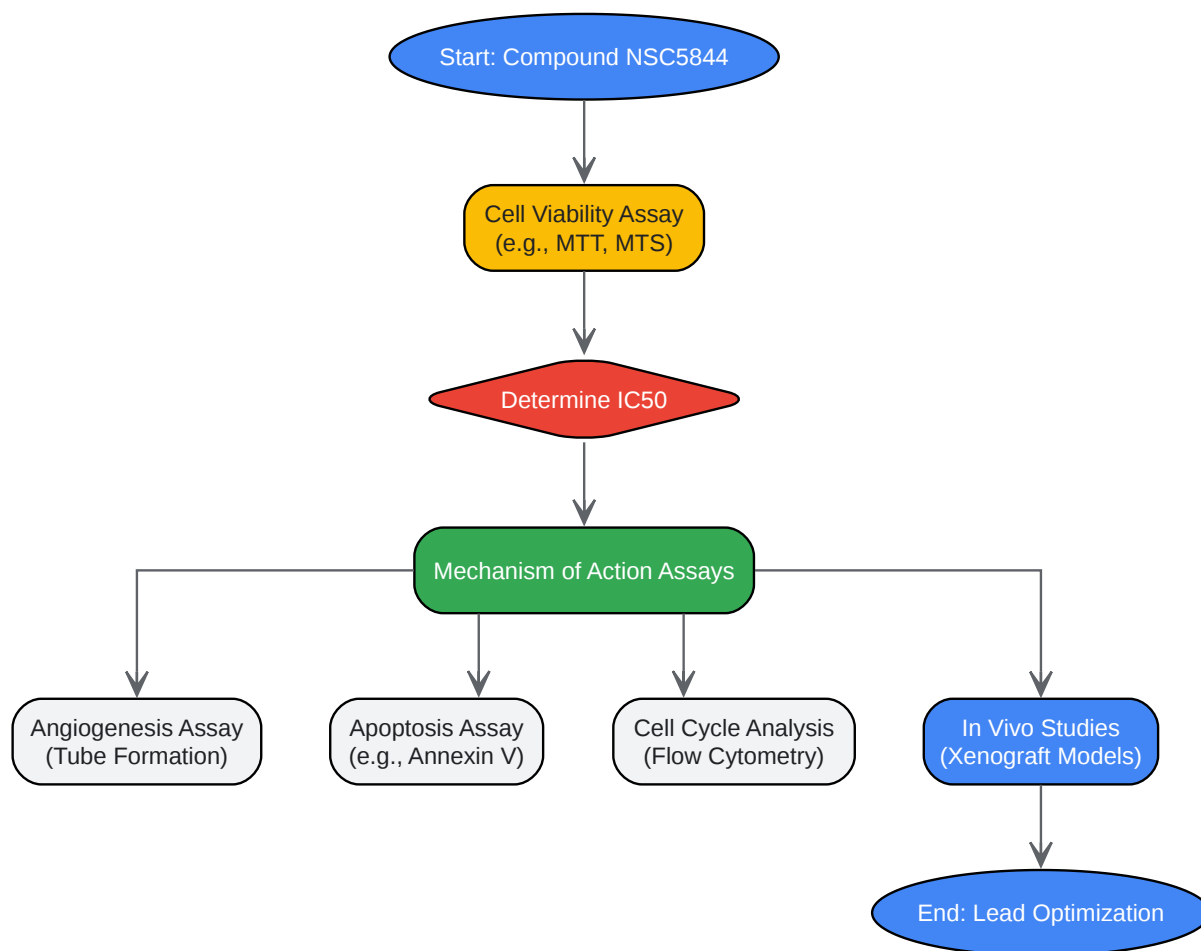 Start: Compound NSC5844
Cell Viability Assay
(e.g., MTT, MTS)
Determine IC50
Mechanism of Action Assays
Angiogenesis Assay
(Tube Formation)
Apoptosis Assay
(e.g., Annexin V)
Cell Cycle Analysis
(Flow Cytometry)
In Vivo Studies
(Xenograft Models)
End: Lead Optimization